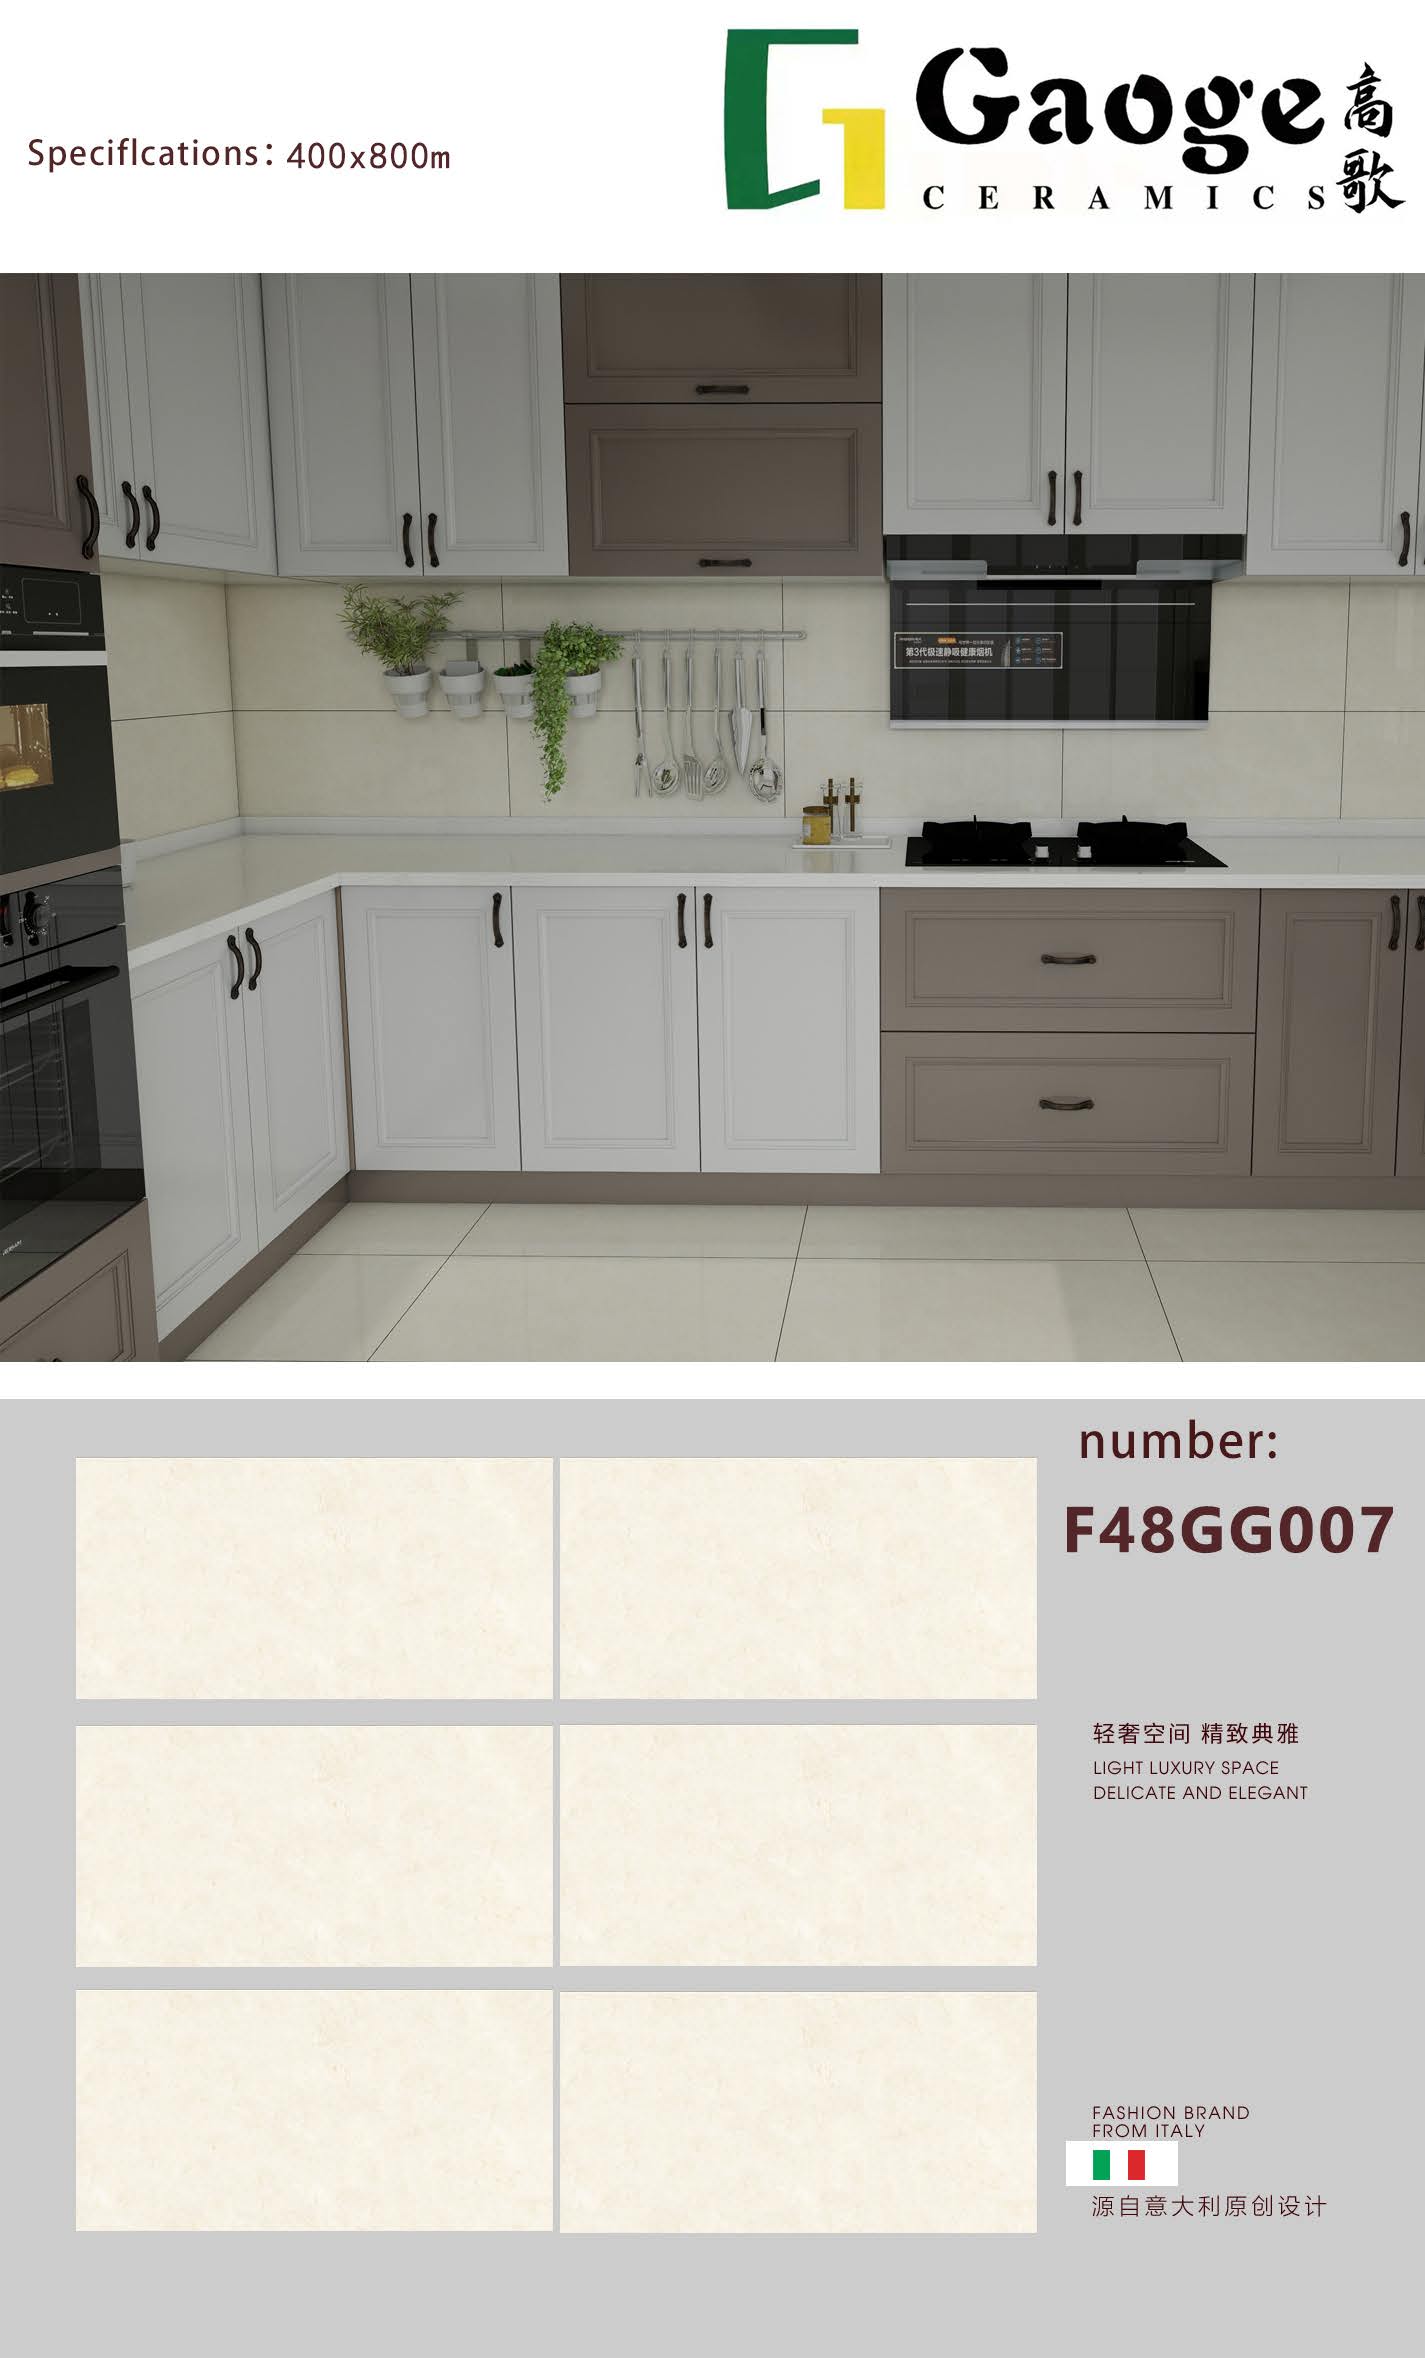 Speciflcations: 400x800m
Gaoge
CERAMICS
高歌
第3代极速静吸健康烟机
number:
F48GG007
轻奢空间 精致典雅
LIGHT LUXURY SPACE
DELICATE AND ELEGANT
FASHION BRAND
FROM ITALY
源自意大利原创设计